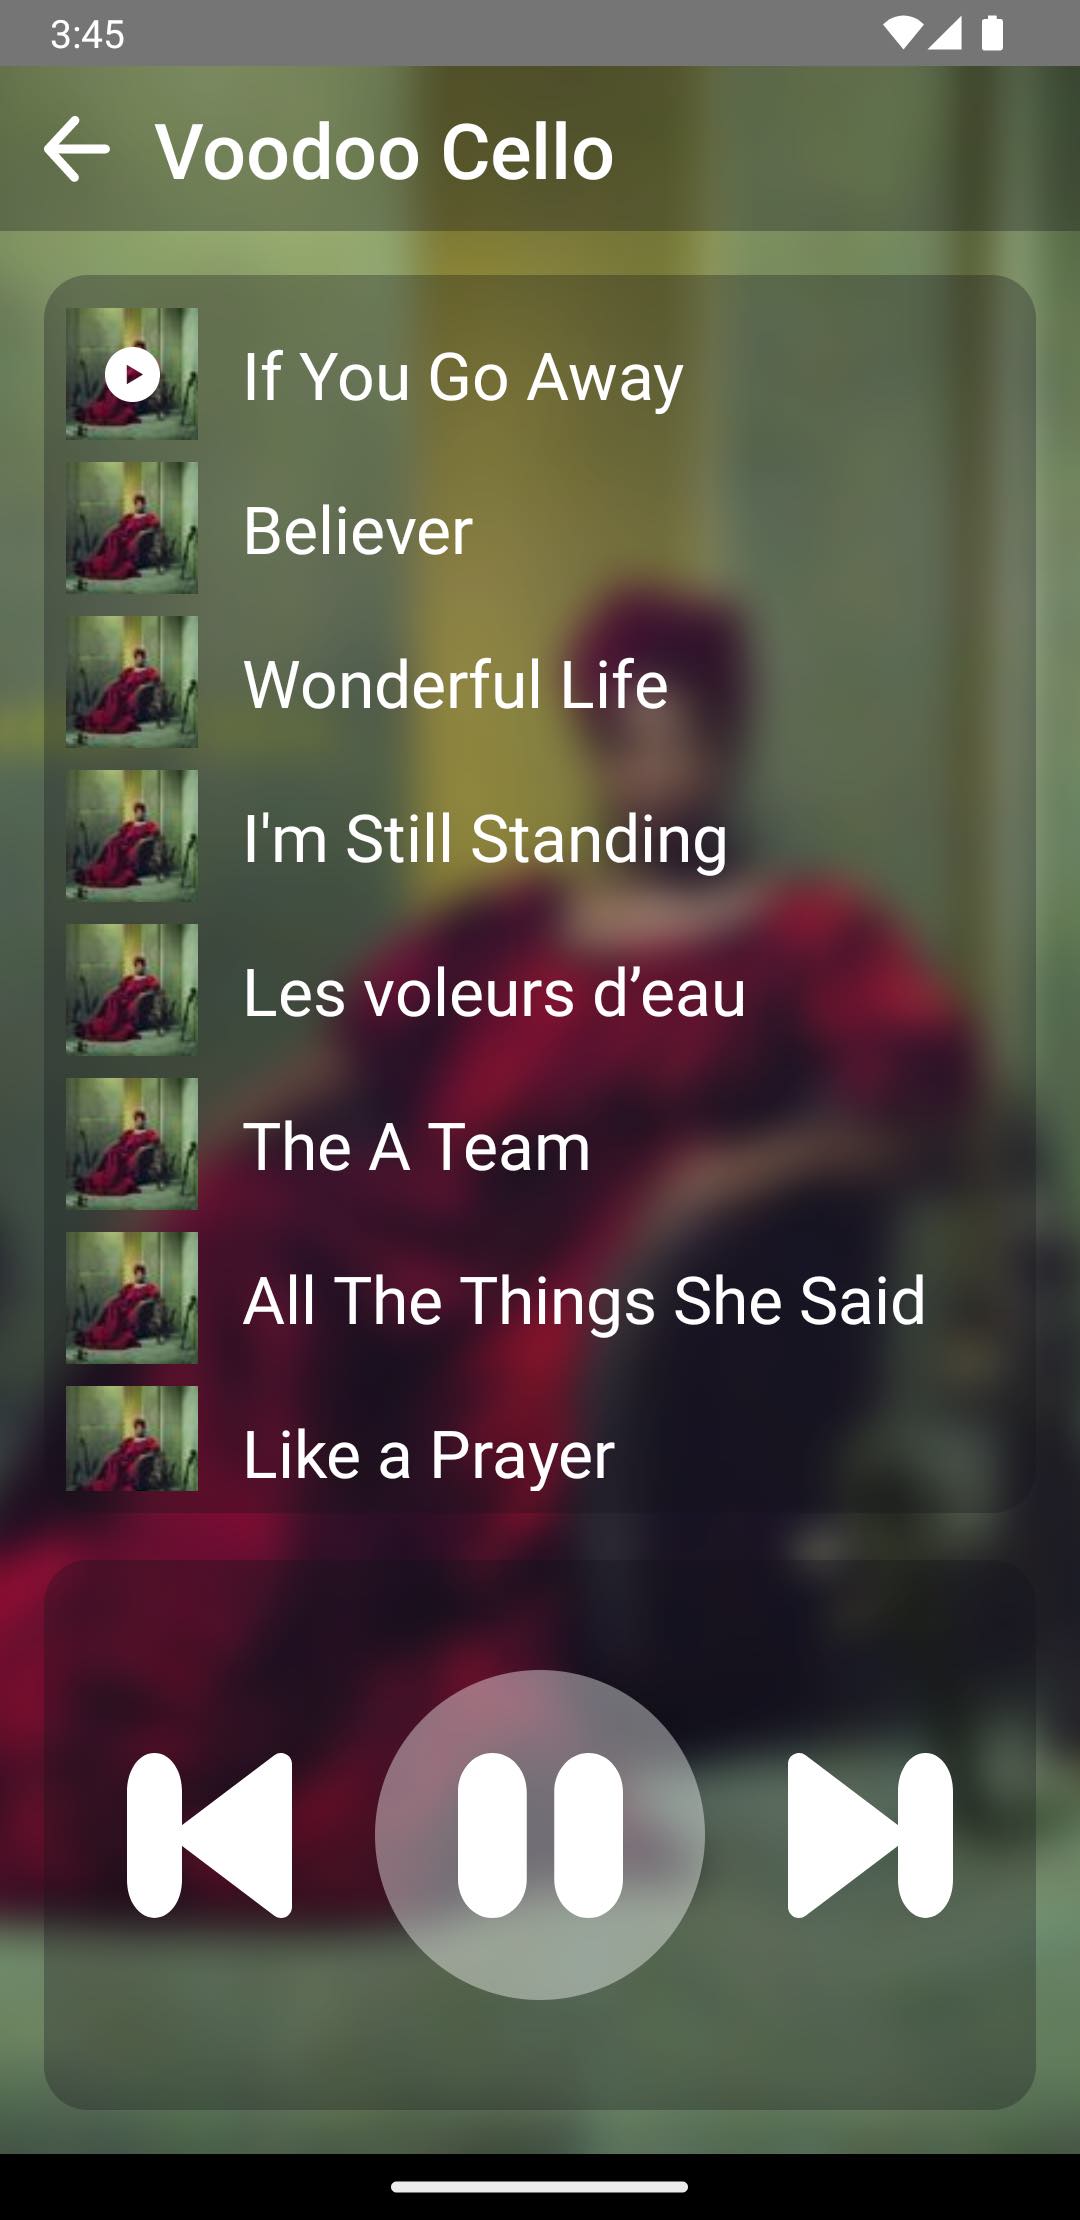 3:45
Voodoo Cello
If You Go Away
Believer
Wonderful Life
I'm Still Standing
Les voleurs d’eau
The A Team
All The Things She Said
Like a Prayer